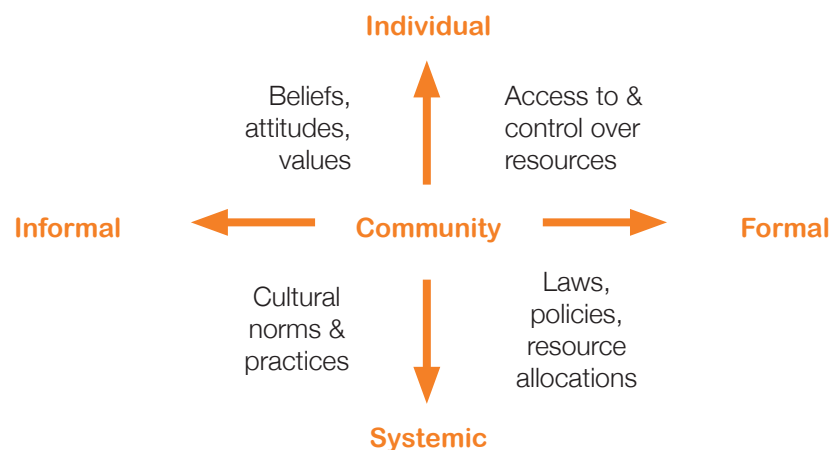 Individual
Beliefs,
attitudes,
values
Access to &
control over
resources
Informal
Community
Formal
Cultural
norms &
practices
Laws,
policies,
resource
allocations
Systemic